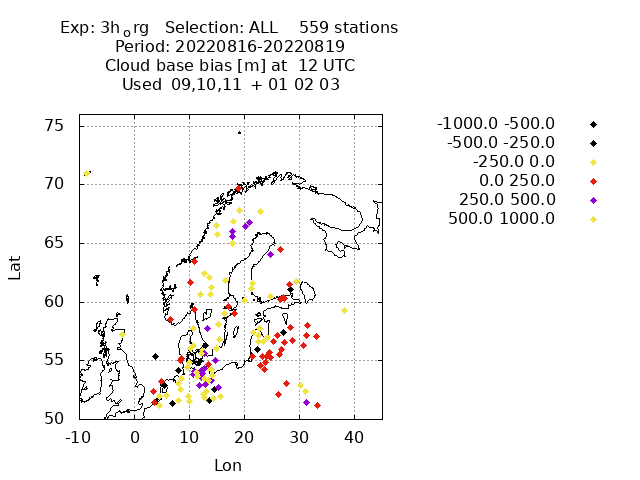 Exp: 3h_org Selection: ALL 559 stations
Period: 20220816-20220819
Cloud base bias [m] at 12 UTC
Used 09,10,11 + 01 02 03
-1000.0 -500.0
-500.0 -250.0
-250.0 0.0
0.0 250.0
250.0 500.0
500.0 1000.0
75
70
65
60
55
50
Lat
-10 0 10 20 30 40
Lon